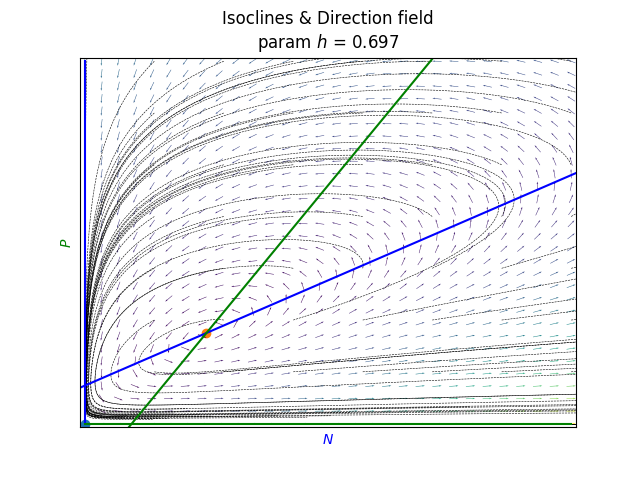 Isoclines & Direction field
param h = 0.697
P
N